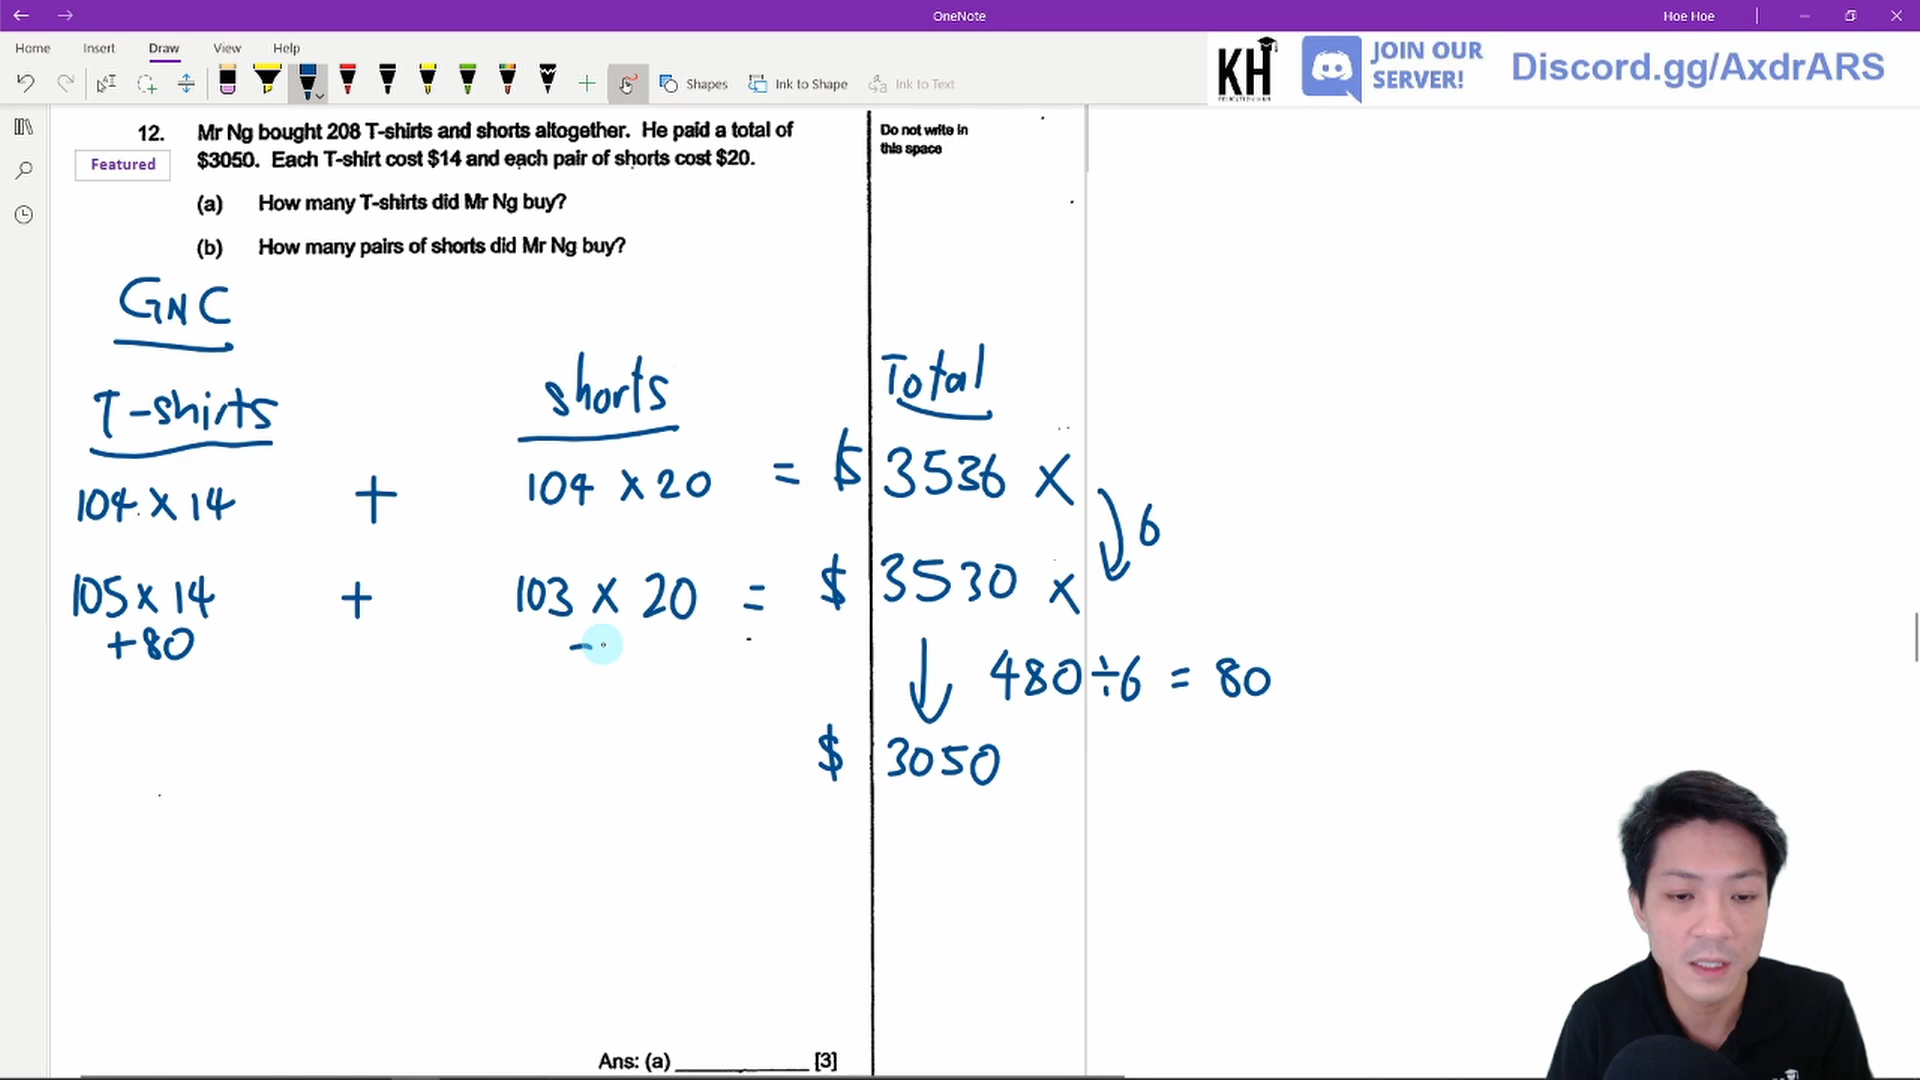 OneNote
Hoe Hoe
Home Insert Draw View Help
Shapes Ink to Shape Ink to Text
KH
JOIN OUR
SERVER!
Discord.gg/AxdrARS
12. Mr Ng bought 208 T-shirts and shorts altogether. He paid a total of
$3050. Each T-shirt cost $14 and each pair of shorts cost $20.
Featured
(a) How many T-shirts did Mr Ng buy?
(b) How many pairs of shorts did Mr Ng buy?
Do not write in
this space
GNC
T-shirts shorts Total
104 x 14 + 104 x 20 = $ 3536 x
6
105 x 14 + 103 x 20 = $ 3530 x
+80 -
480÷6 = 80
$ 3050
Ans: (a) __________ [3]